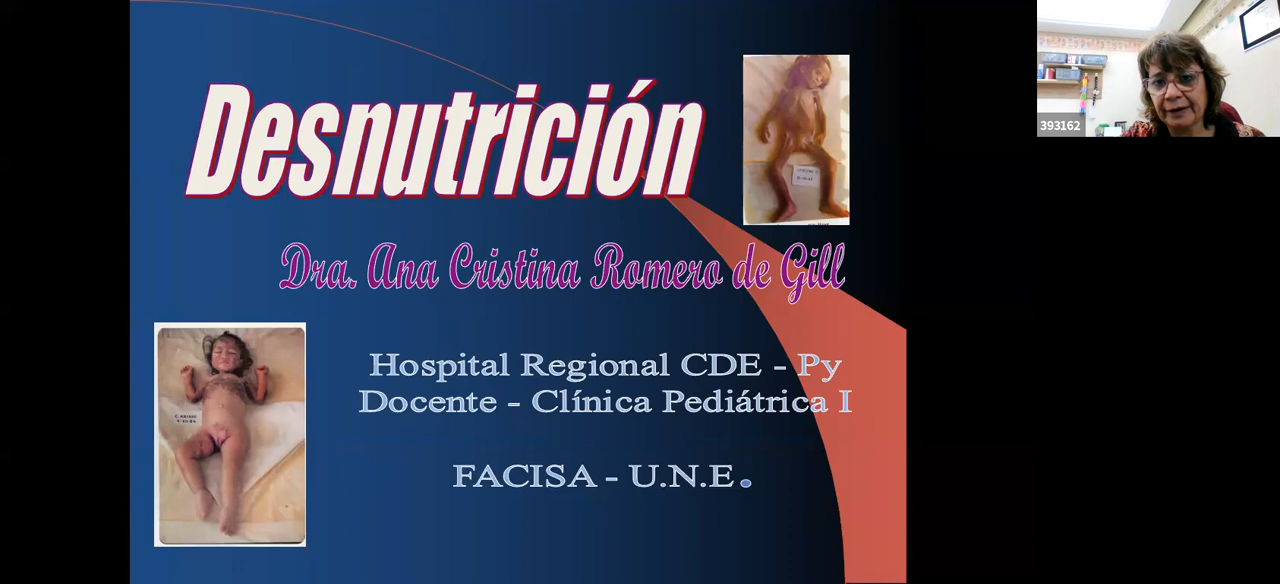 Desnutrición
Dra. Ana Cristina Romero de Gill
Hospital Regional CDE - Py
Docente - Clínica Pediátrica I
FACISA - U.N.E.
393162